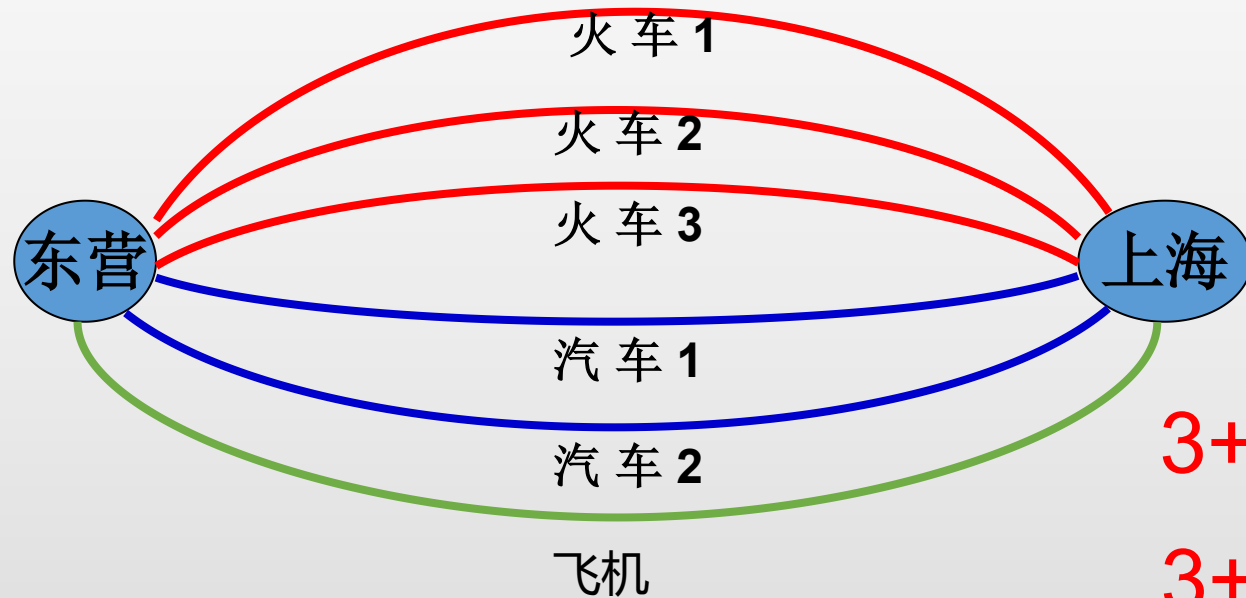 火 车 1
火 车 2
火 车 3
东营
上海
汽 车 1
3+
汽 车 2
飞机
3+